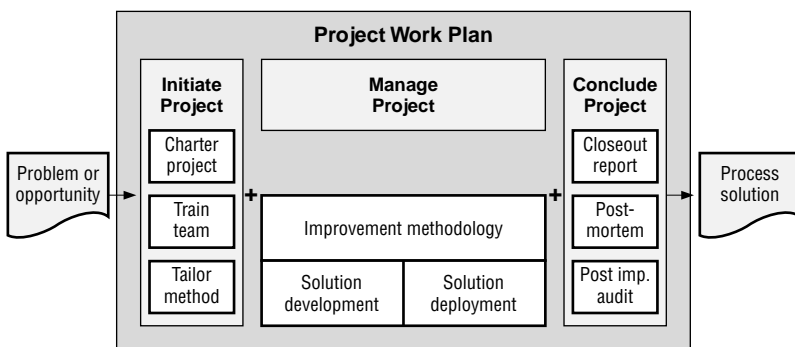 Project Work Plan
Problem or
opportunity
Initiate
Project
Charter
project
Train
team
Tailor
method
+
Manage
Project
Improvement methodology
Solution
development
Solution
deployment
+
Conclude
Project
Closeout
report
Post-
mortem
Post imp.
audit
Process
solution